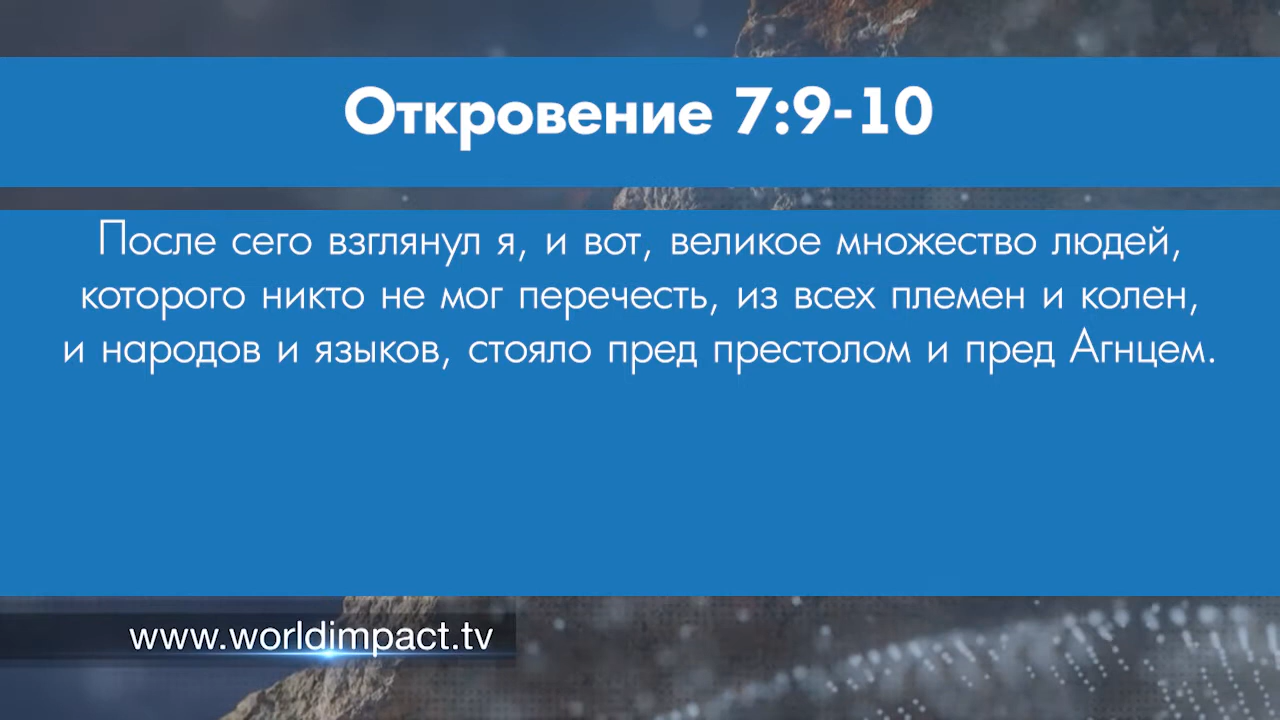 Откровение 7:9-10
После сего взглянул я, и вот, великое множество людей,
которого никто не мог перечесть, из всех племен и колен,
и народов и языков, стояло пред престолом и пред Агнцем.
www.worldimpact.tv